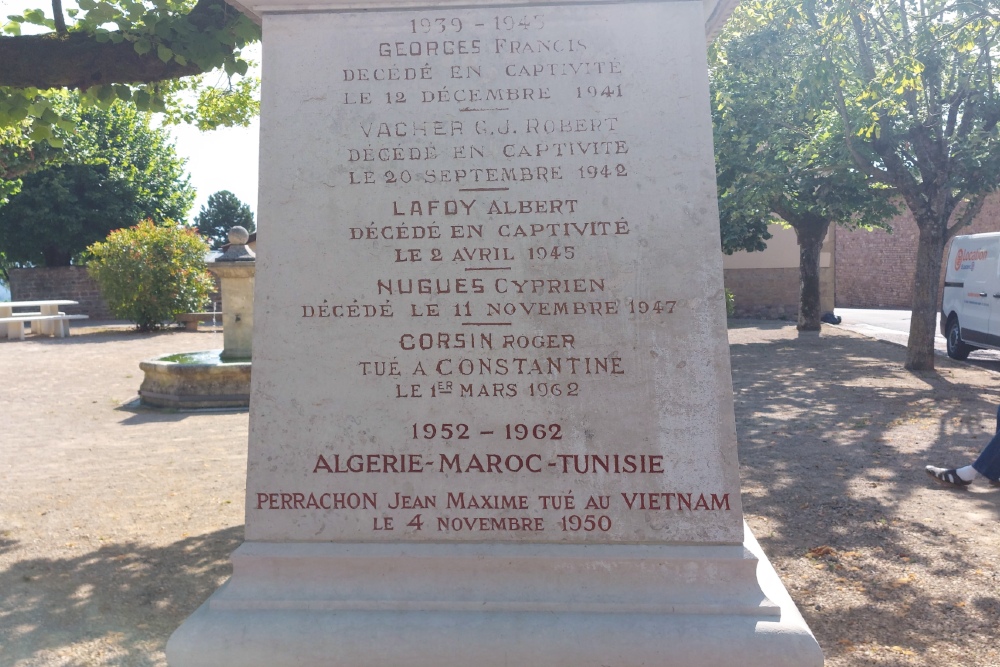 1939 - 1945
GEORGES FRANCIS
DECÉDÉ EN CAPTIVITÉ
LE 12 DÉCEMBRE 1941
VACHER G.J. ROBERT
DÉCÉDÉ EN CAPTIVITÉ
LE 20 SEPTEMBRE 1942
LAFOY ALBERT
DÉCÉDÉ EN CAPTIVITÉ
LE 2 AVRIL 1945
NUGUES CYPRIEN
DÉCÉDÉ LE 11 NOVEMBRE 1947
CORSIN ROGER
TUÉ A CONSTANTINE
LE 1ER MARS 1962
1952 - 1962
ALGERIE-MAROC-TUNISIE
PERRACHON JEAN MAXIME TUÉ AU VIETNAM
LE 4 NOVEMBRE 1950
Location